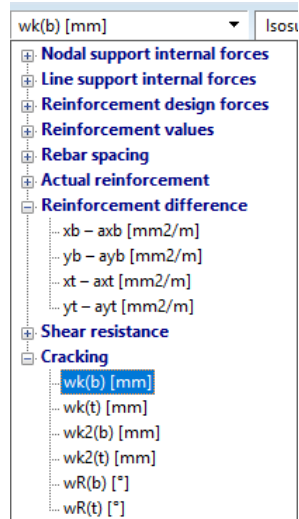 wk(b) [mm] Isosu
Nodal support internal forces
Line support internal forces
Reinforcement design forces
Reinforcement values
Rebar spacing
Actual reinforcement
Reinforcement difference
xb – axb [mm2/m]
yb – ayb [mm2/m]
xt – axt [mm2/m]
yt – ayt [mm2/m]
Shear resistance
Cracking
wk(b) [mm]
wk(t) [mm]
wk2(b) [mm]
wk2(t) [mm]
wR(b) [°]
wR(t) [°]